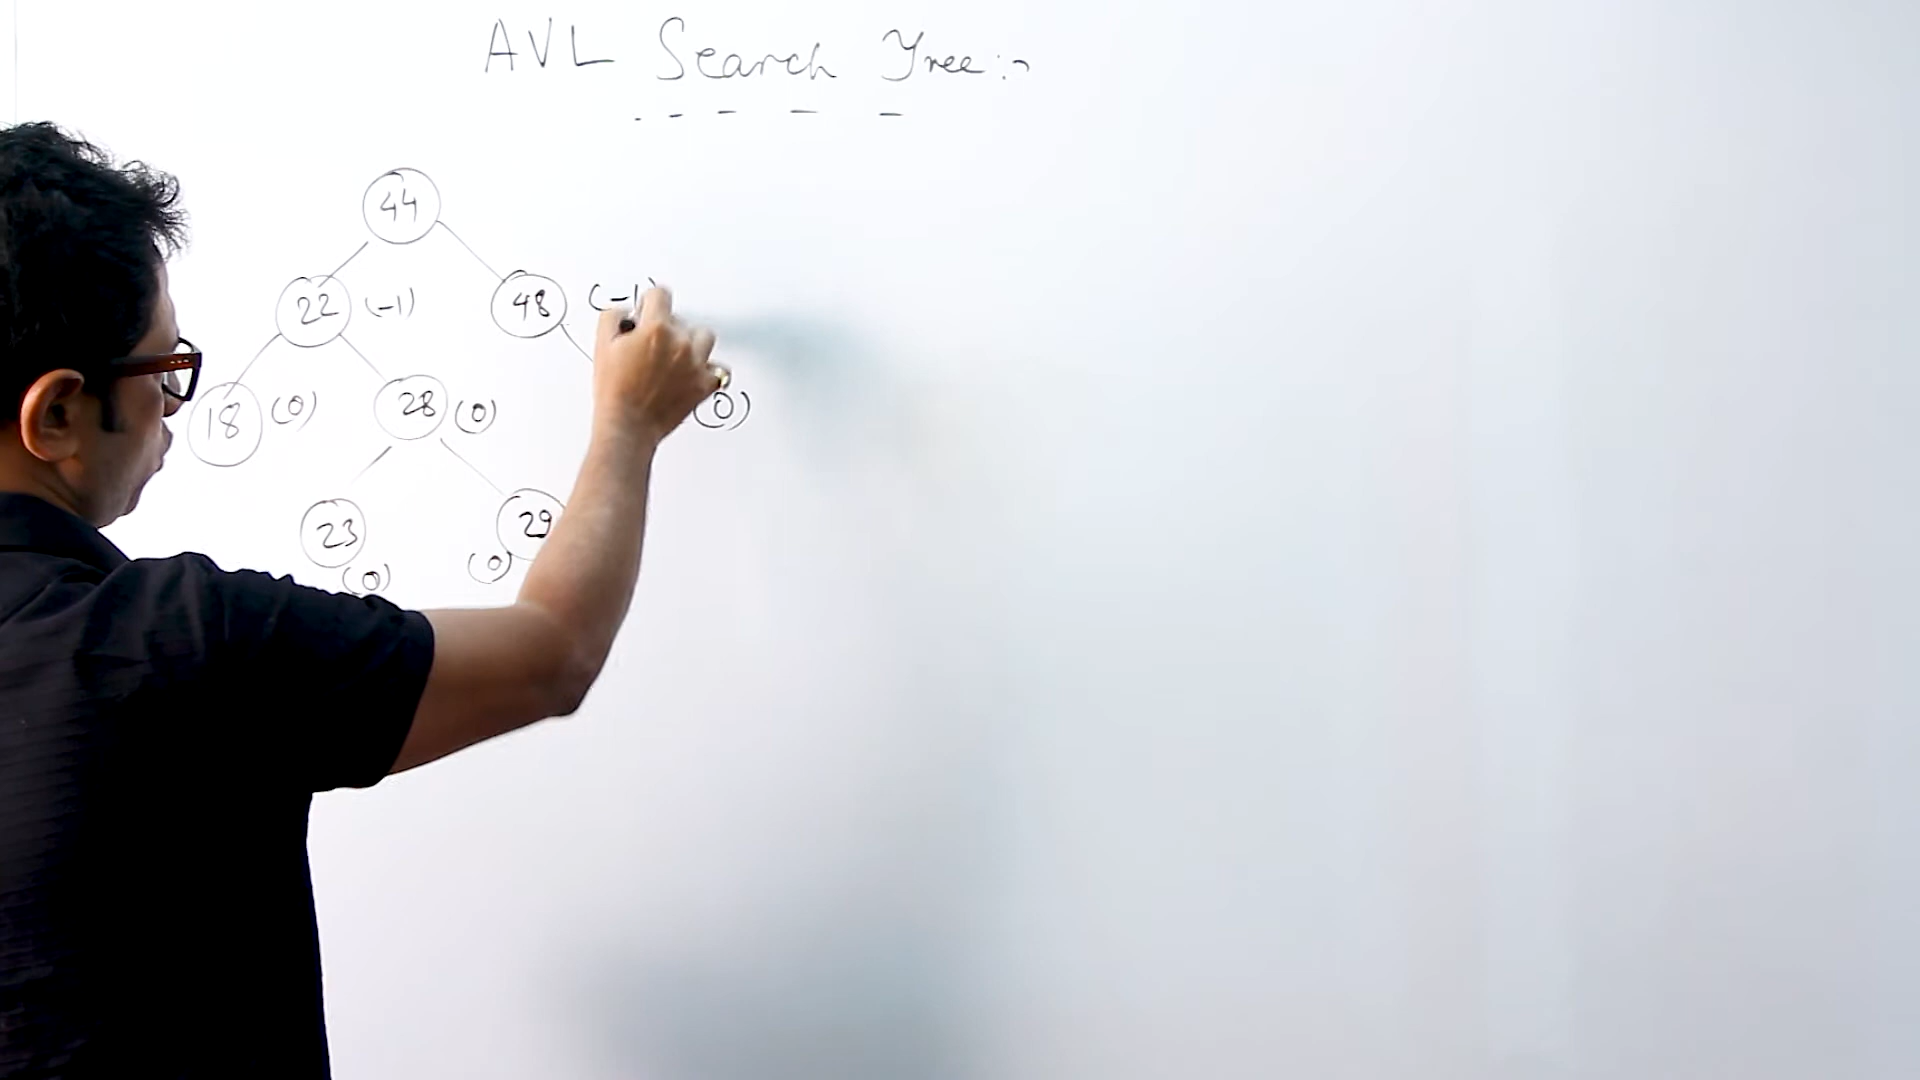 AVL Search Tree :-
44
22 (-1) 48 (-1)
18 (0) 28 (0) (0)
23 29
(0) (0)